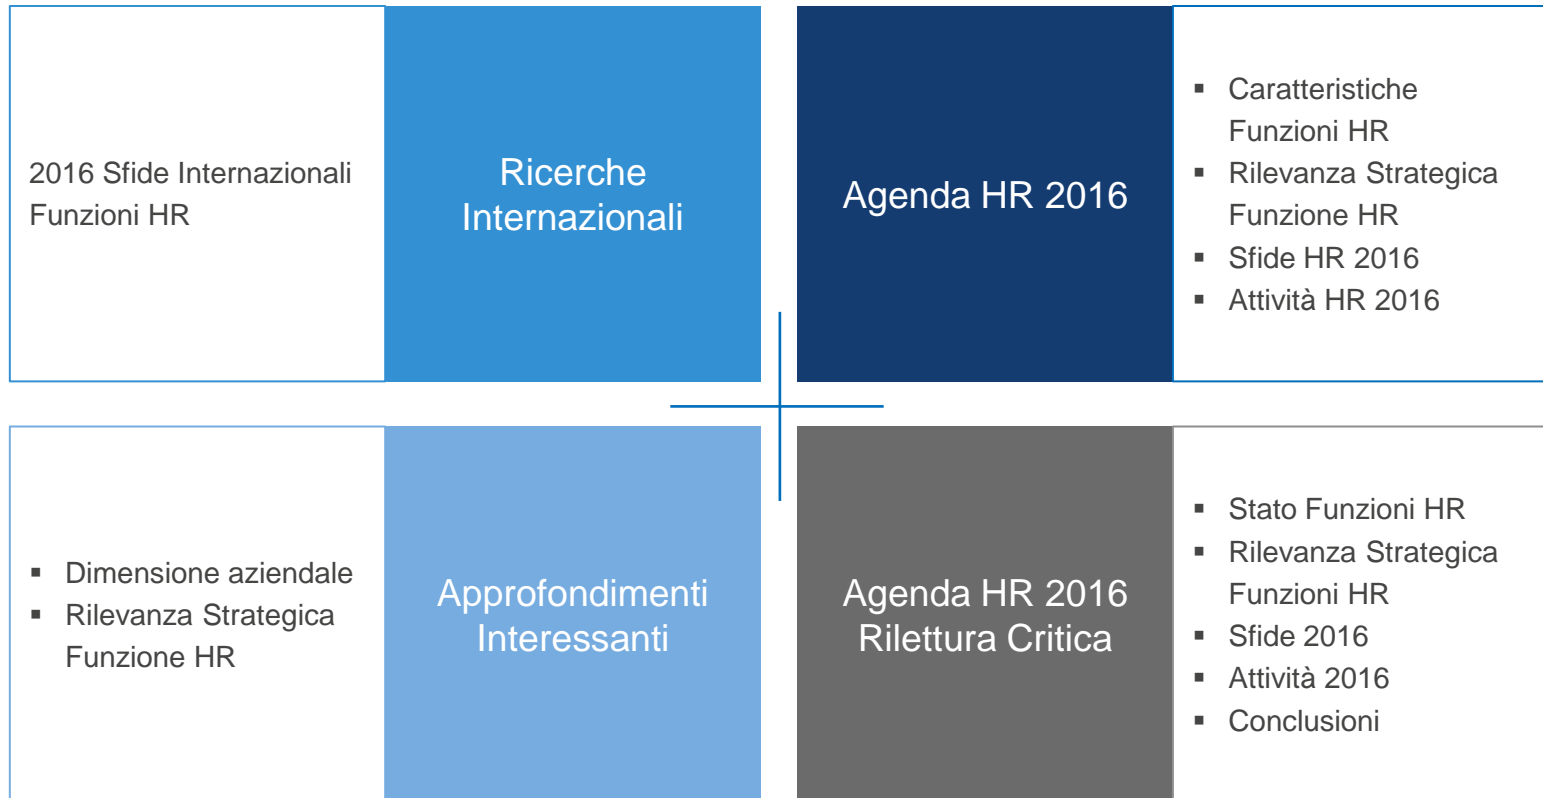 2016 Sfide Internazionali
Funzioni HR
Ricerche
Internazionali
Agenda HR 2016
▪ Caratteristiche
Funzioni HR
▪ Rilevanza Strategica
Funzione HR
▪ Sfide HR 2016
▪ Attività HR 2016
▪ Dimensione aziendale
▪ Rilevanza Strategica
Funzione HR
Approfondimenti
Interessanti
Agenda HR 2016
Rilettura Critica
▪ Stato Funzioni HR
▪ Rilevanza Strategica
Funzioni HR
▪ Sfide 2016
▪ Attività 2016
▪ Conclusioni